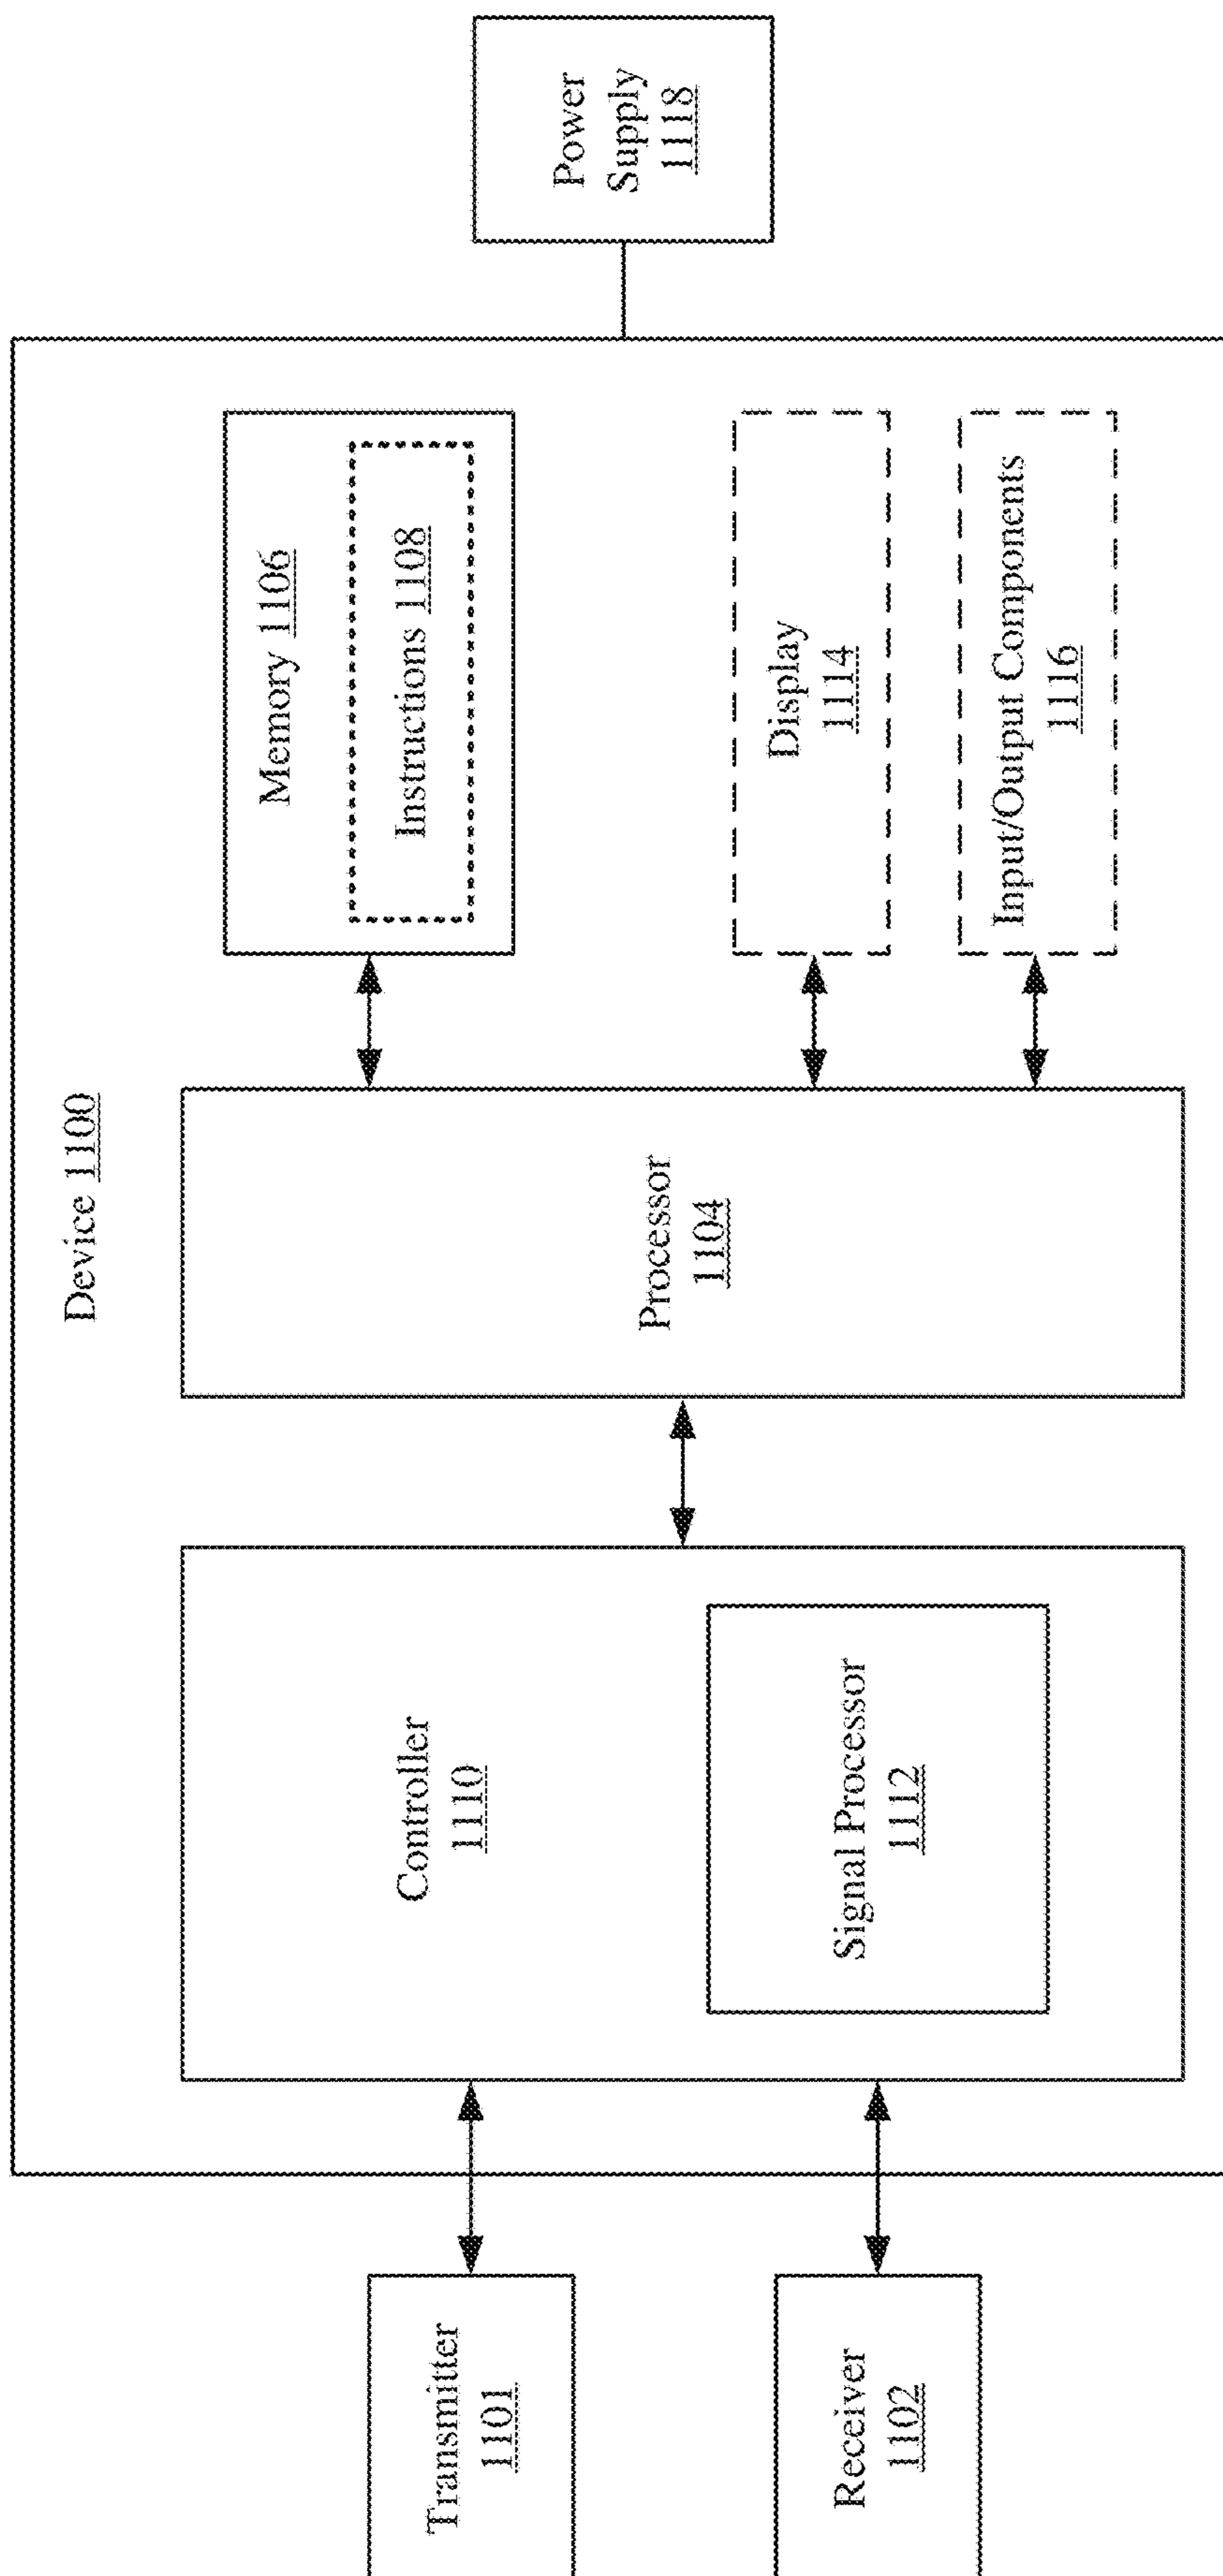 Device 1100
Transmitter
1101
Receiver
1102
Controller
1110
Signal Processor
1112
Processor
1104
Memory 1106
Instructions 1108
Display
1114
Input/Output Components
1116
Power
Supply
1118